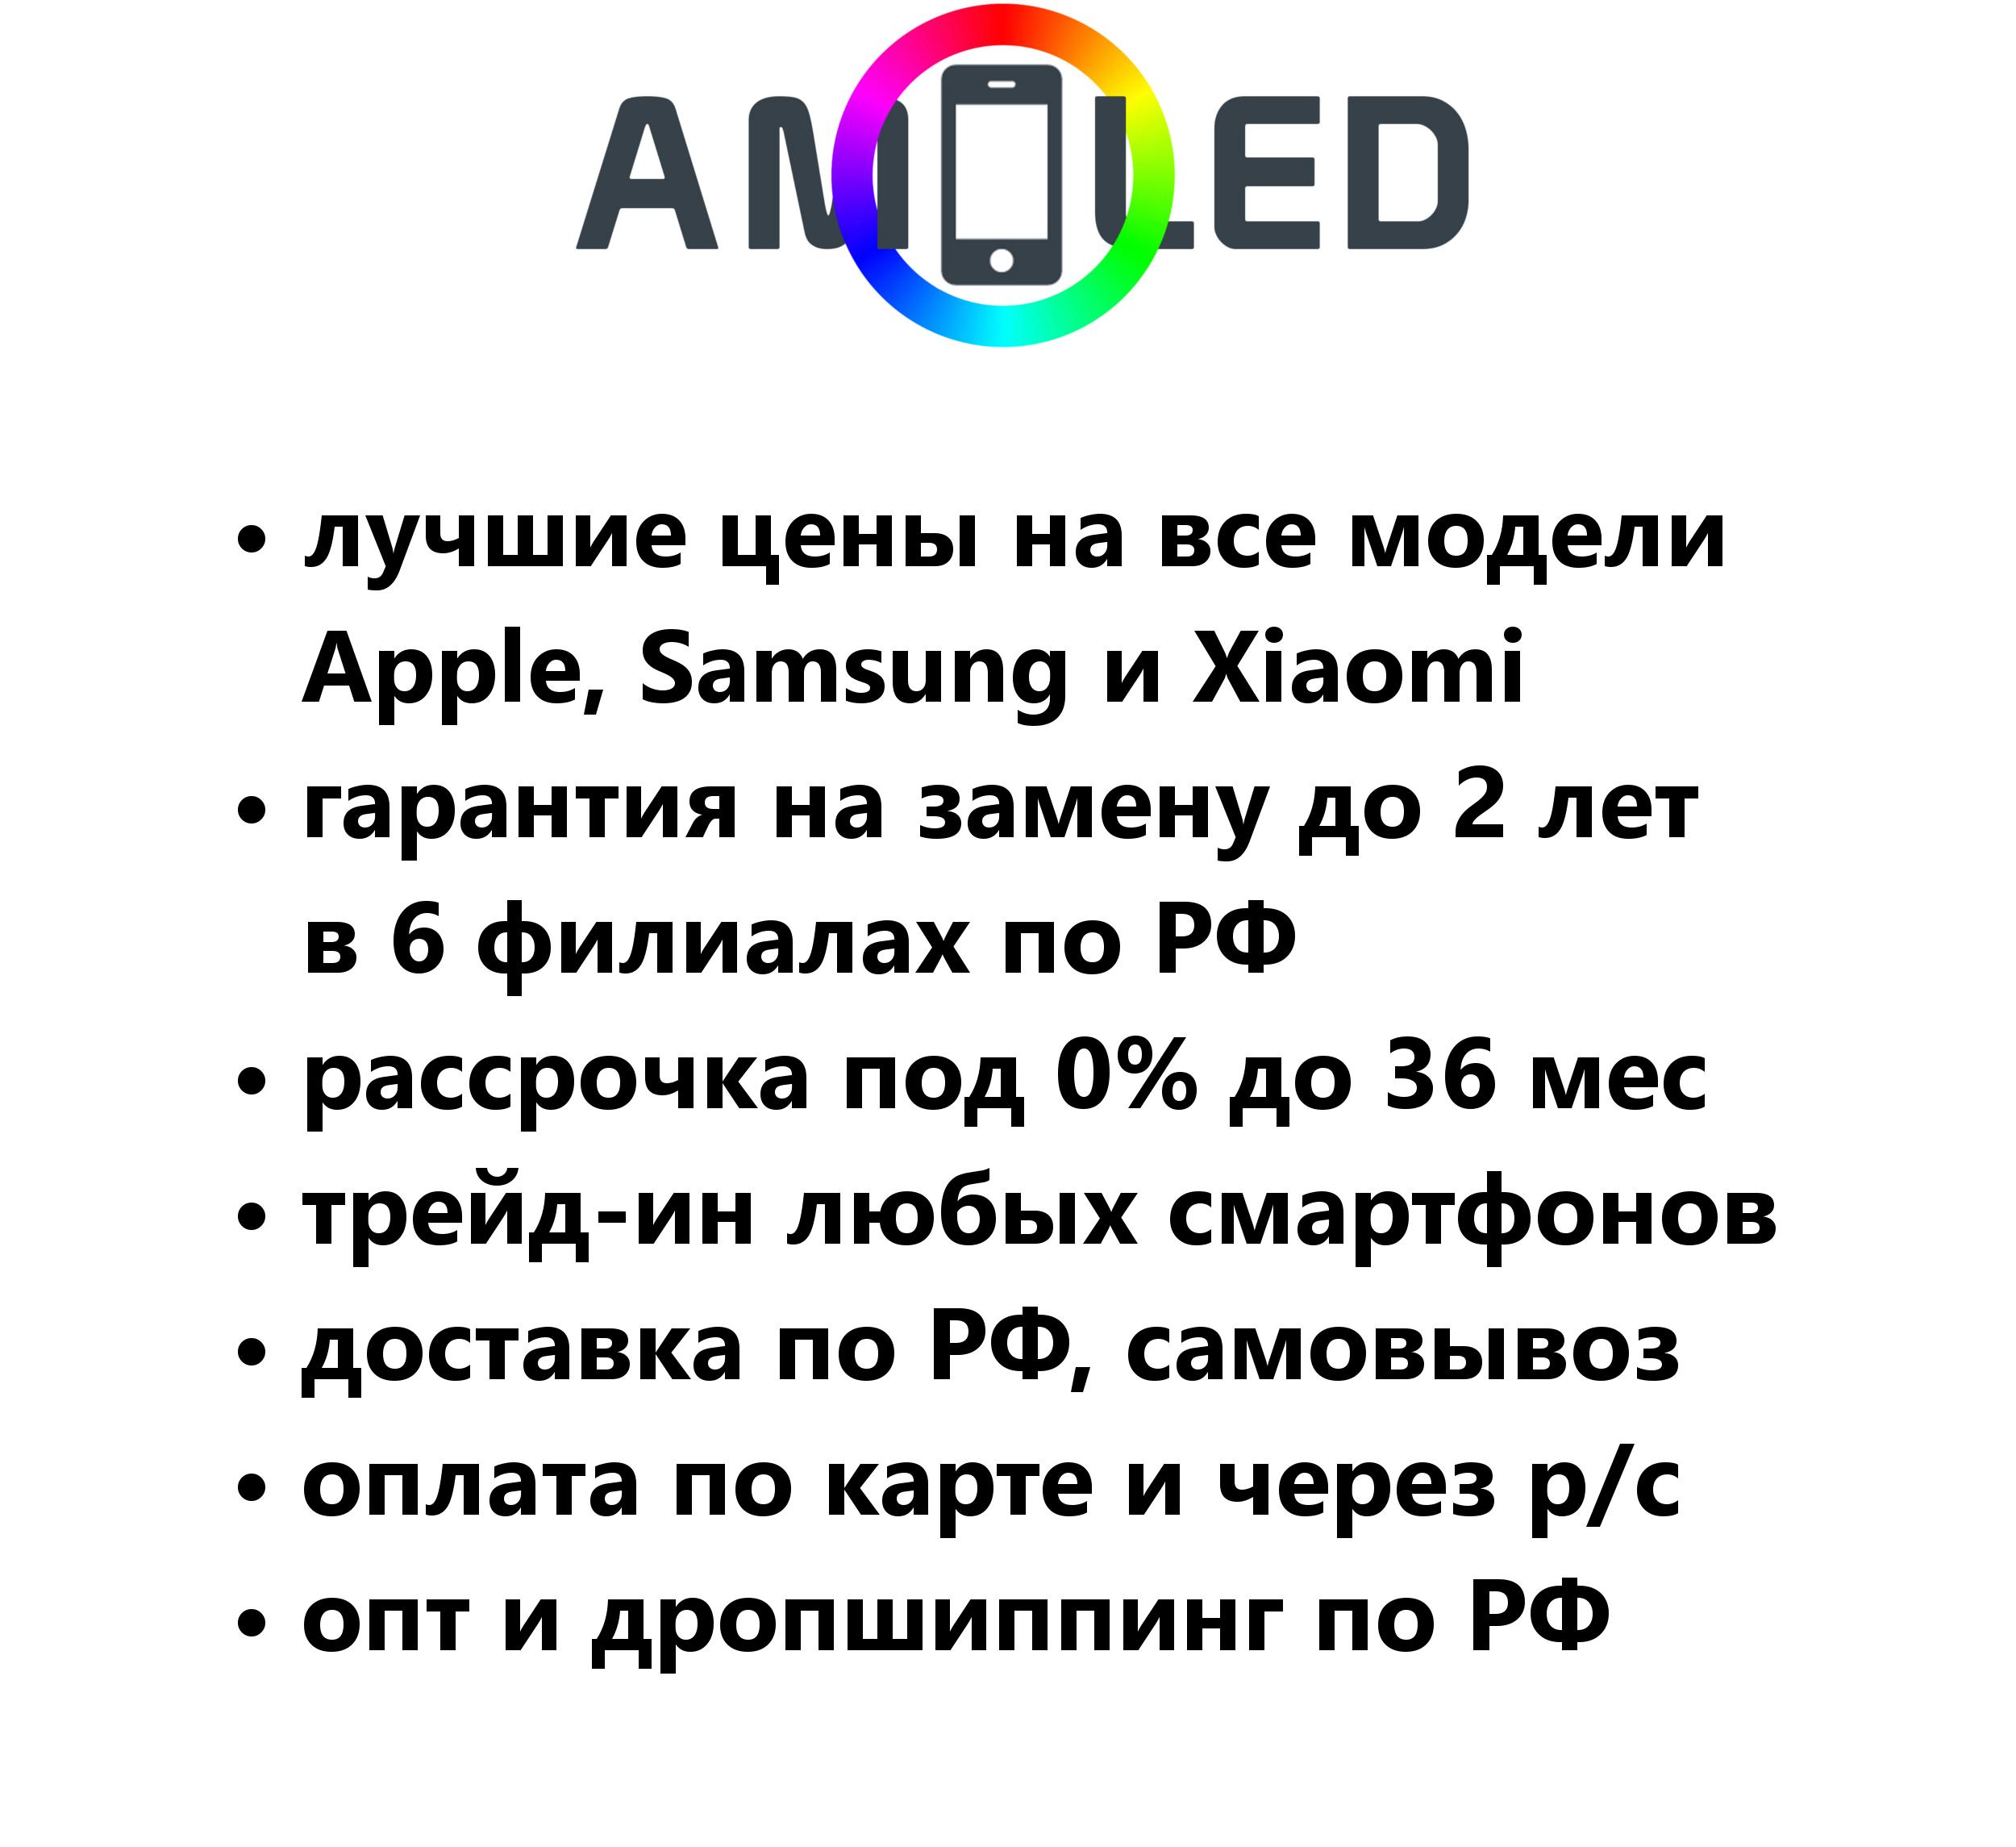 AMOLED
• лучшие цены на все модели
Apple, Samsung и Xiaomi
• гарантия на замену до 2 лет
в 6 филиалах по РФ
• рассрочка под 0% до 36 мес
• трейд-ин любых смартфонов
• доставка по РФ, самовывоз
• оплата по карте и через р/с
• опт и дропшиппинг по РФ